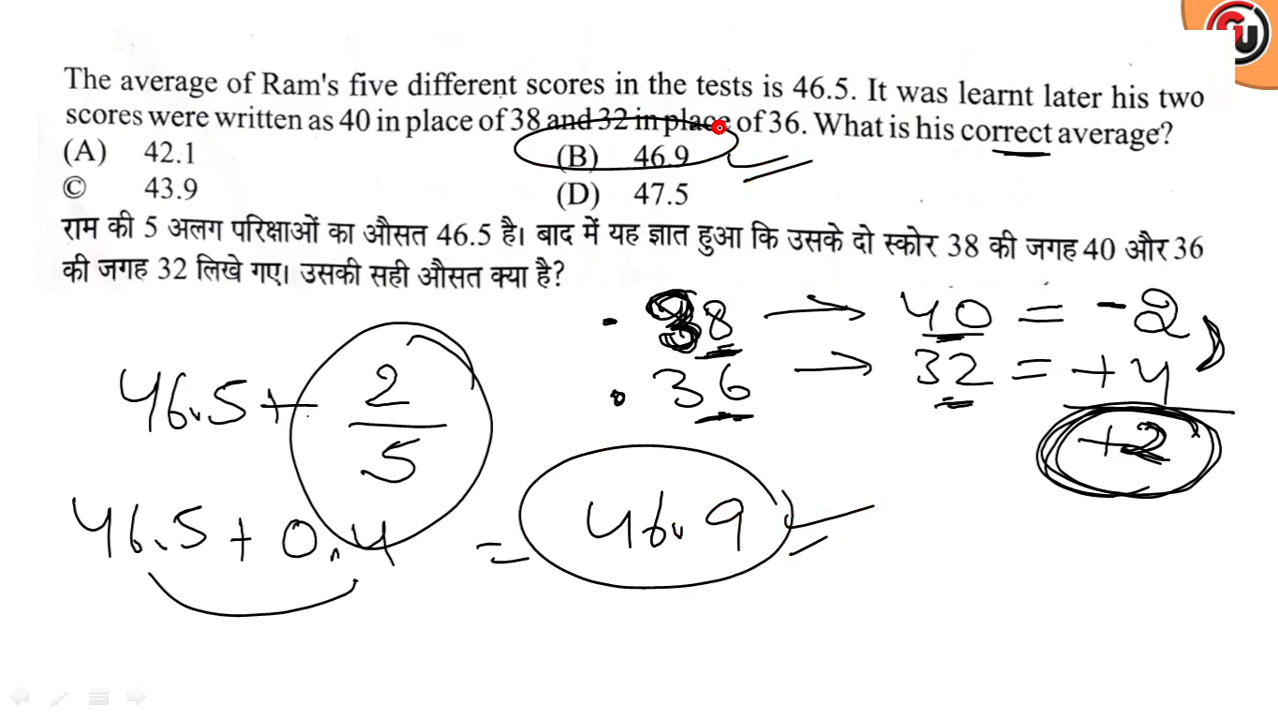 The average of Ram's five different scores in the tests is 46.5. It was learnt later his two
scores were written as 40 in place of 38 and 32 in place of 36. What is his correct average?
(A) 42.1 (B) 46.9
© 43.9 (D) 47.5
राम की 5 अलग परिक्षाओं का औसत 46.5 है। बाद में यह ज्ञात हुआ कि उसके दो स्कोर 38 की जगह 40 और 36
की जगह 32 लिखे गए। उसकी सही औसत क्या है?
38 → 40 = -2
36 → 32 = +4
+2
46.5 + 2/5
46.5 + 0.4 = 46.9